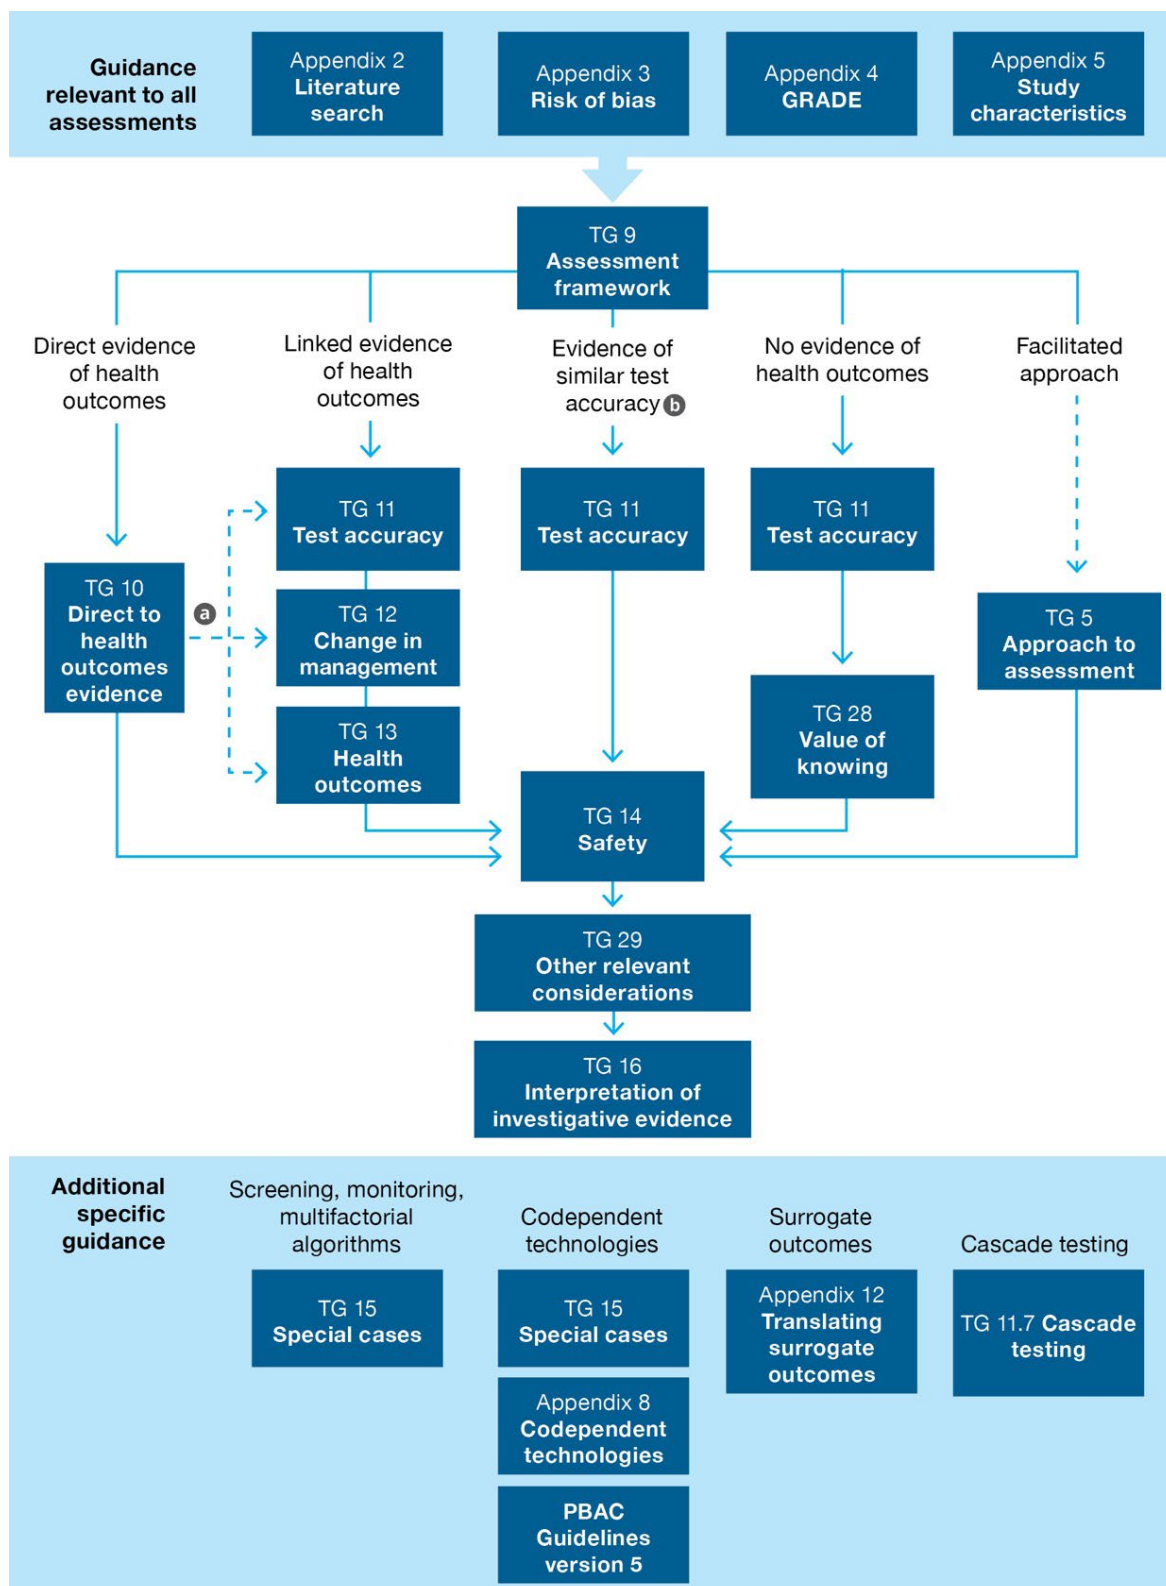 Guidance
relevant to all
assessments
Appendix 2
Literature
search
Appendix 3
Risk of bias
Appendix 4
GRADE
Appendix 5
Study
characteristics
TG 9
Assessment
framework
Direct evidence
of health
outcomes
Linked evidence
of health
outcomes
Evidence of
similar test
accuracy b
No evidence of
health outcomes
Facilitated
approach
TG 10
Direct to
health
outcomes
evidence
a
TG 11
Test accuracy
TG 12
Change in
management
TG 13
Health
outcomes
TG 11
Test accuracy
TG 11
Test accuracy
TG 28
Value of
knowing
TG 5
Approach to
assessment
TG 14
Safety
TG 29
Other relevant
considerations
TG 16
Interpretation of
investigative evidence
Additional
specific
guidance
Screening, monitoring,
multifactorial
algorithms
TG 15
Special cases
Codependent
technologies
TG 15
Special cases
Appendix 8
Codependent
technologies
PBAC
Guidelines
version 5
Surrogate
outcomes
Appendix 12
Translating
surrogate
outcomes
Cascade testing
TG 11.7 Cascade
testing